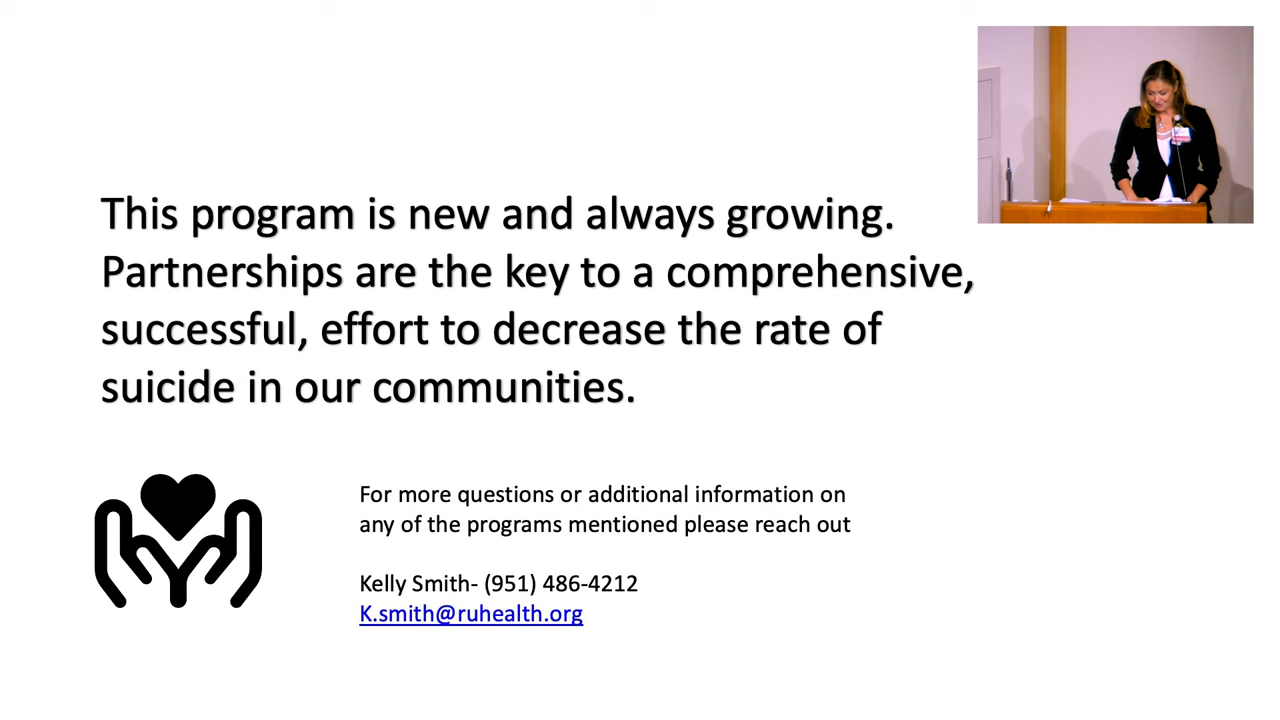 This program is new and always growing.
Partnerships are the key to a comprehensive,
successful, effort to decrease the rate of
suicide in our communities.
For more questions or additional information on
any of the programs mentioned please reach out
Kelly Smith- (951) 486-4212
K.smith@ruhealth.org